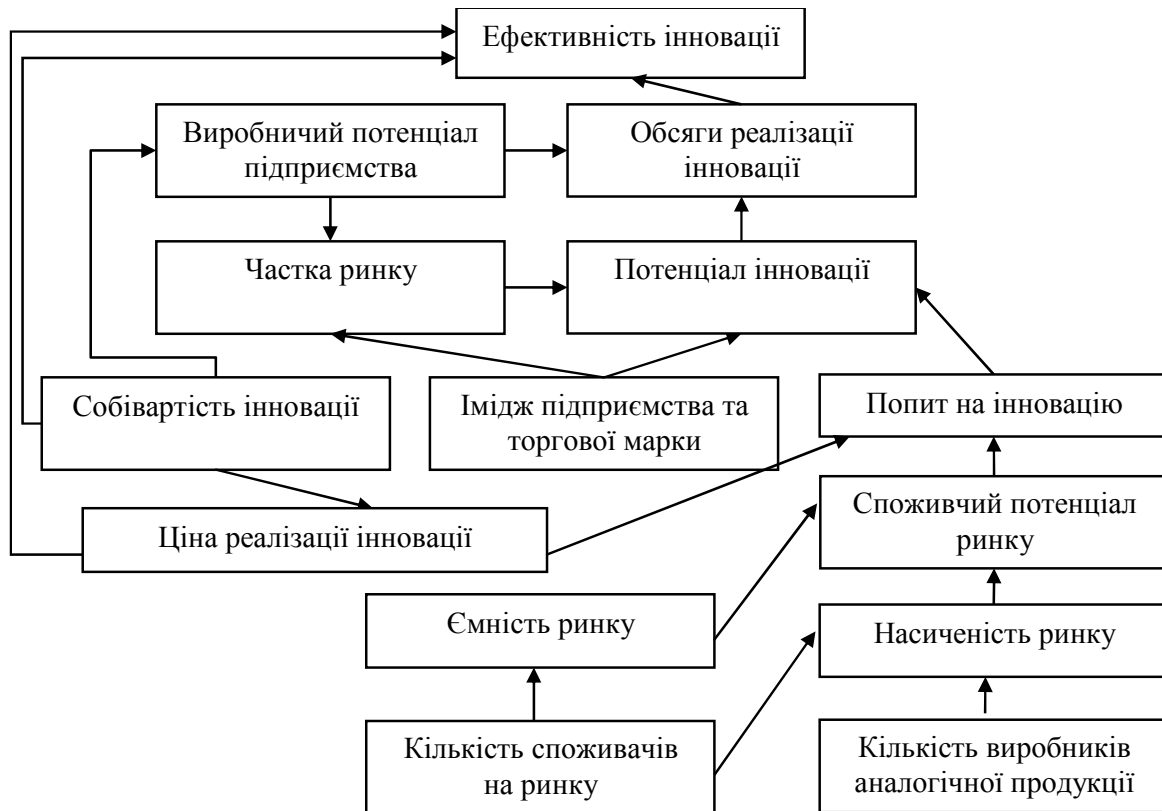 Ефективність інновації
Виробничий потенціал
підприємства
Обсяги реалізації
інновації
Частка ринку
Потенціал інновації
Собівартість інновації
Імідж підприємства та
торгової марки
Попит на інновацію
Ціна реалізації інновації
Споживчий потенціал
ринку
Ємність ринку
Насиченість ринку
Кількість споживачів
на ринку
Кількість виробників
аналогічної продукції